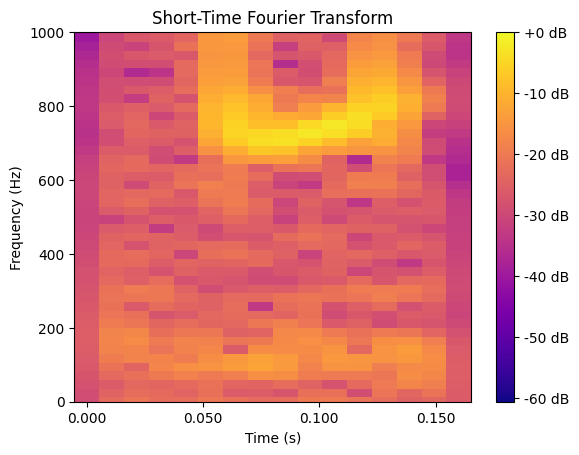 Short-Time Fourier Transform
1000
800
600
400
200
0
Frequency (Hz)
0.000
0.050
0.100
0.150
Time (s)
+0 dB
-10 dB
-20 dB
-30 dB
-40 dB
-50 dB
-60 dB